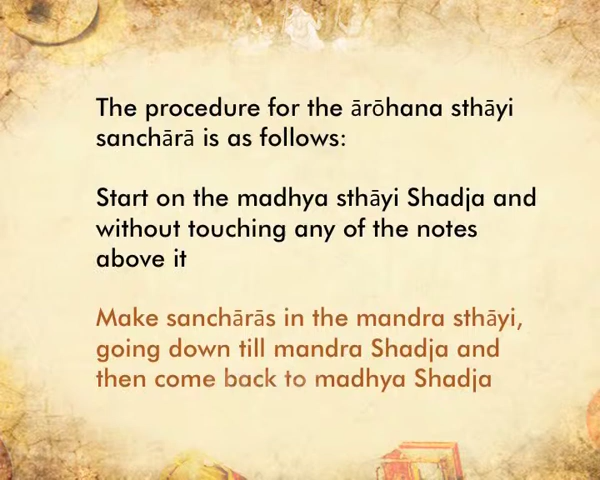 The procedure for the ārōhana sthāyi
sanchārā is as follows:
Start on the madhya sthāyi Shadja and
without touching any of the notes
above it
Make sanchārās in the mandra sthāyi,
going down till mandra Shadja and
then come back to madhya Shadja